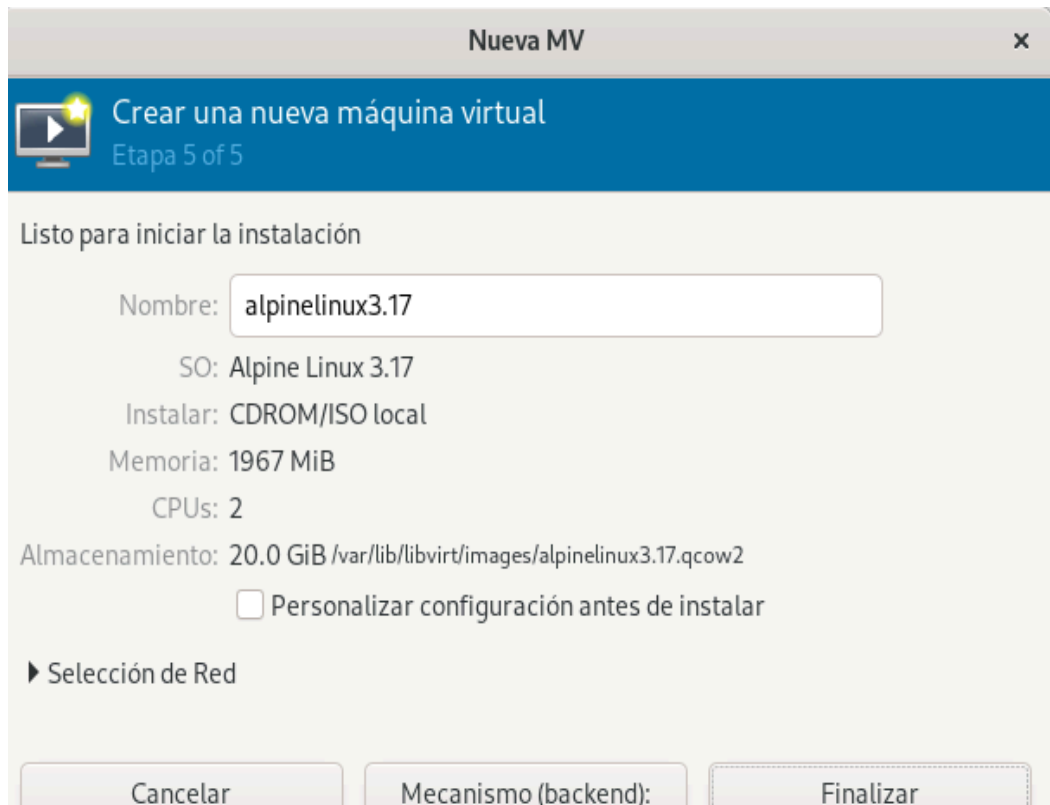 Nueva MV ×
Crear una nueva máquina virtual
Etapa 5 of 5
Listo para iniciar la instalación
Nombre: alpinelinux3.17
SO: Alpine Linux 3.17
Instalar: CDROM/ISO local
Memoria: 1967 MiB
CPUs: 2
Almacenamiento: 20.0 GiB /var/lib/libvirt/images/alpinelinux3.17.qcow2
Personalizar configuración antes de instalar
Selección de Red
Cancelar Mecanismo (backend): Finalizar